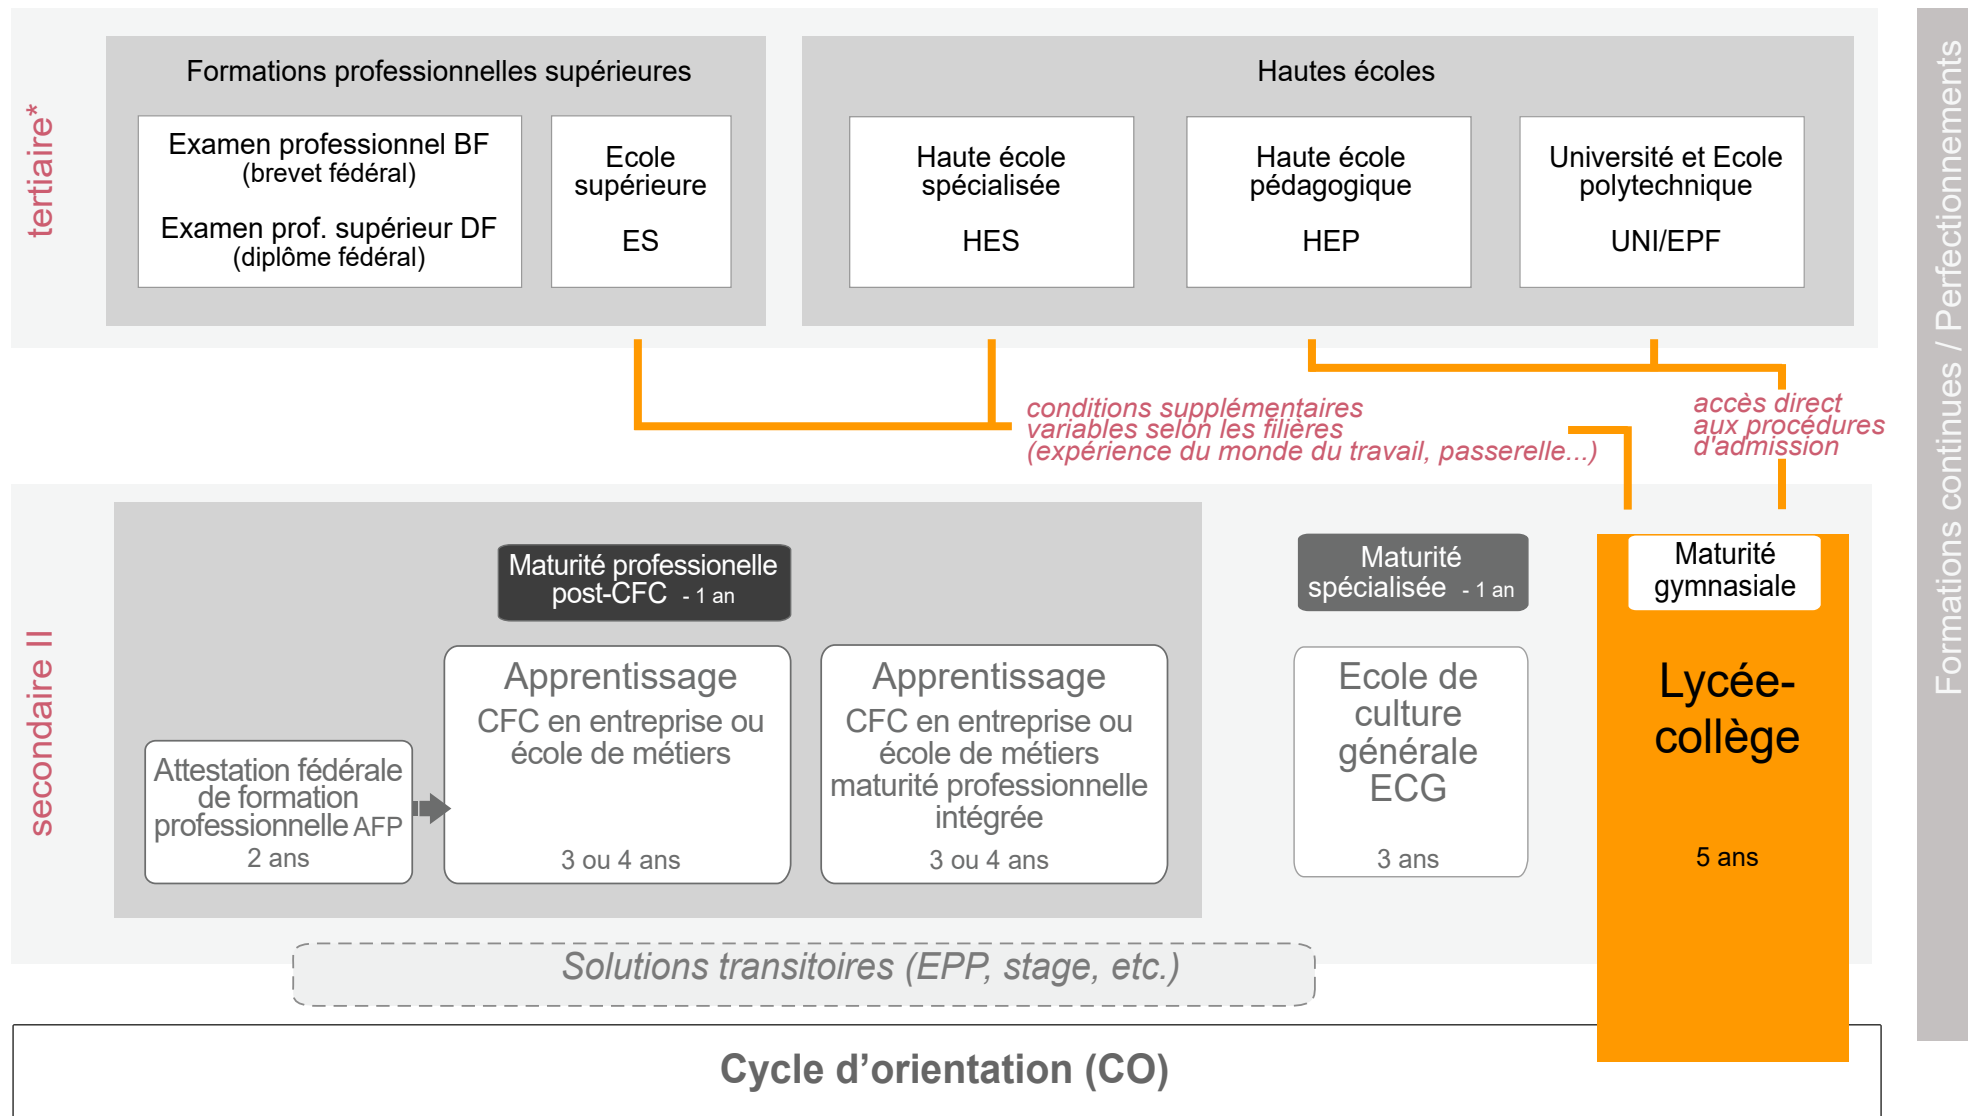 tertiaire*
Formations professionnelles supérieures
Examen professionnel BF
(brevet fédéral)
Examen prof. supérieur DF
(diplôme fédéral)
Ecole
supérieure
ES
Hautes écoles
Haute école
spécialisée
HES
Haute école
pédagogique
HEP
Université et Ecole
polytechnique
UNI/EPF
conditions supplémentaires
variables selon les filières
(expérience du monde du travail, passerelle...)
accès direct
aux procédures
d'admission
secondaire II
Maturité professionelle
post-CFC - 1 an
Attestation fédérale
de formation
professionnelle AFP
2 ans
Apprentissage
CFC en entreprise ou
école de métiers
3 ou 4 ans
Apprentissage
CFC en entreprise ou
école de métiers
maturité professionnelle
intégrée
3 ou 4 ans
Maturité
spécialisée - 1 an
Ecole de
culture
générale
ECG
3 ans
Maturité
gymnasiale
Lycée-
collège
5 ans
Solutions transitoires (EPP, stage, etc.)
Cycle d’orientation (CO)
Formations continues / Perfectionnements